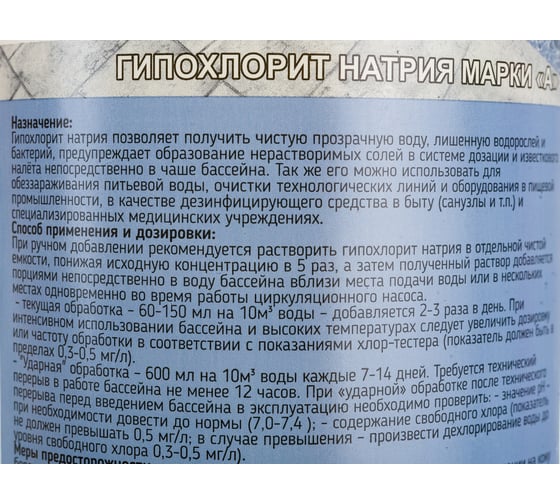 ГИПОХЛОРИТ НАТРИЯ МАРКИ «А»
Назначение:
Гипохлорит натрия позволяет получить чистую прозрачную воду, лишенную водорослей и
бактерий, предупреждает образование нерастворимых солей в системе дозации и известкового
налёта непосредственно в чаше бассейна. Так же его можно использовать для
обеззараживания питьевой воды, очистки технологических линий и оборудования в пищевой
промышленности, в качестве дезинфицирующего средства в быту (санузлы и т.п.) и
специализированных медицинских учреждениях.
Способ применения и дозировки:
При ручном добавлении рекомендуется растворить гипохлорит натрия в отдельной чистой
емкости, понижая исходную концентрацию в 5 раз, а затем полученный раствор добавляется
порциями непосредственно в воду бассейна вблизи места подачи воды или в нескольких
местах одновременно во время работы циркуляционного насоса.
- текущая обработка – 60-150 мл на 10м³ воды – добавляется 2-3 раза в день. При
интенсивном использовании бассейна и высоких температурах следует увеличить дозировку
или частоту обработки в соответствии с показаниями хлор-тестера (показатель должен быть в
пределах 0,3-0,5 мг/л).
- "Ударная" обработка – 600 мл на 10м³ воды каждые 7-14 дней. Требуется технический
перерыв в работе бассейна не менее 12 часов. При «ударной» обработке после технического
перерыва перед введением бассейна в эксплуатацию необходимо проверить: - значение pH –
при необходимости довести до нормы (7,0-7,4 ); - содержание свободного хлора (показатель
не должен превышать 0,5 мг/л; в случае превышения – произвести дехлорирование воды до
уровня свободного хлора 0,3-0,5 мг/л).
Меры предосторожности